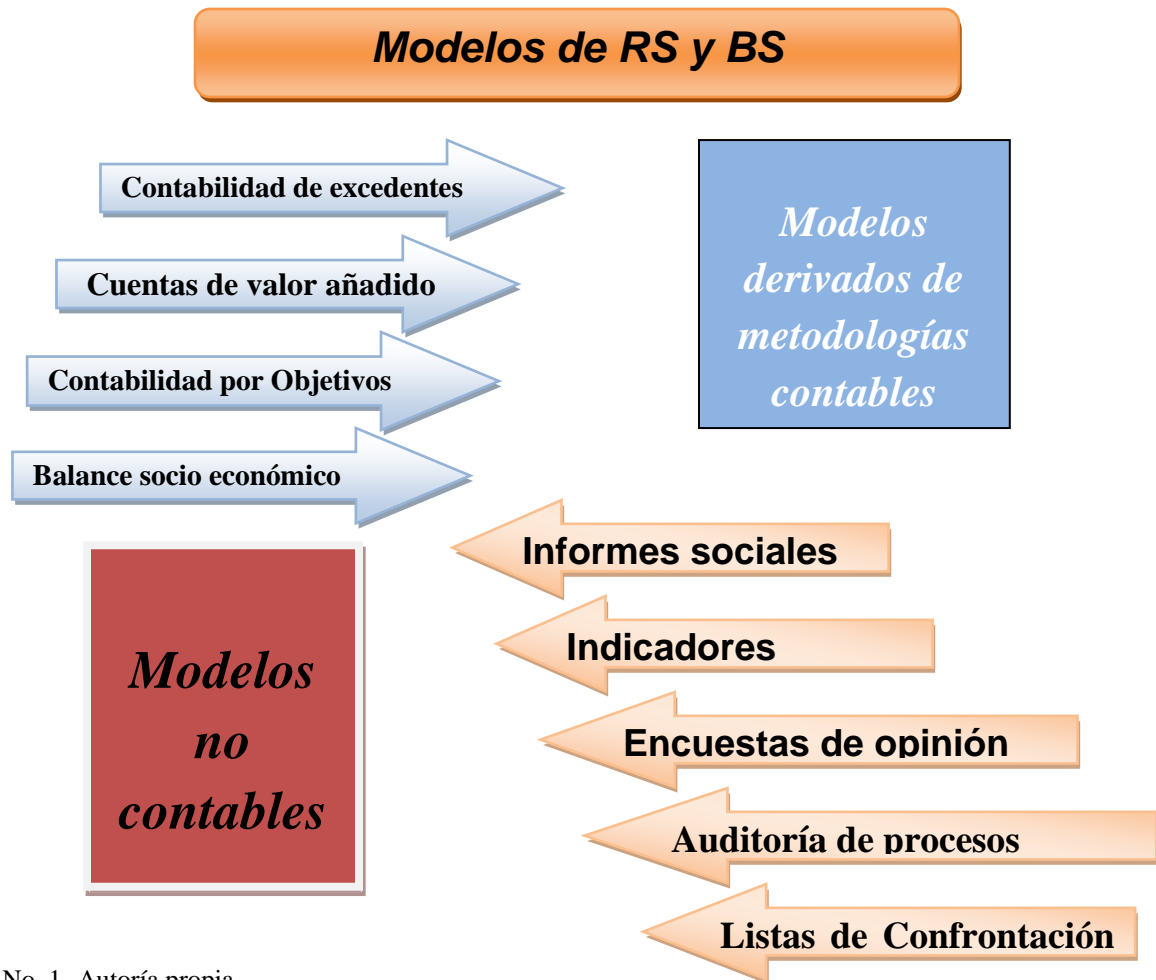 Modelos de RS y BS
Contabilidad de excedentes
Cuentas de valor añadido
Contabilidad por Objetivos
Balance socio económico
Modelos
derivados de
metodologías
contables
Modelos
no
contables
Informes sociales
Indicadores
Encuestas de opinión
Auditoría de procesos
Listas de Confrontación
No. 1. Autoría propia